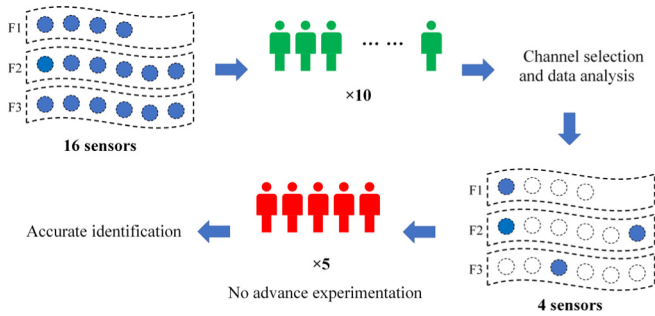 F1
F2
F3
16 sensors
... ...
×10
Channel selection
and data analysis
F1
F2
F3
4 sensors
×5
No advance experimentation
Accurate identification